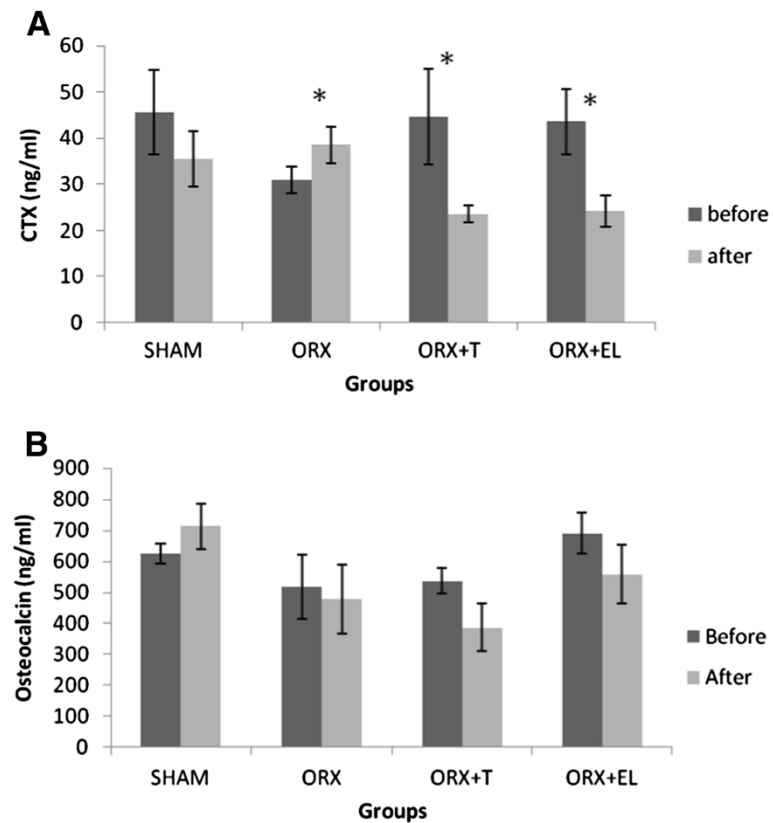 A
60
50
40
30
20
10
0
CTX (ng/ml)
*
*
*
SHAM ORX ORX+T ORX+EL
Groups
before
after
B
900
800
700
600
500
400
300
200
100
0
Osteocalcin (ng/ml)
SHAM ORX ORX+T ORX+EL
Groups
Before
After